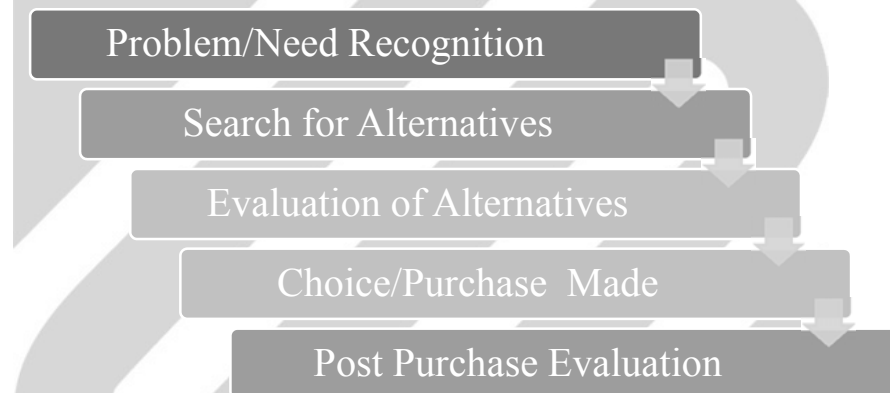 Problem/Need Recognition
Search for Alternatives
Evaluation of Alternatives
Choice/Purchase Made
Post Purchase Evaluation